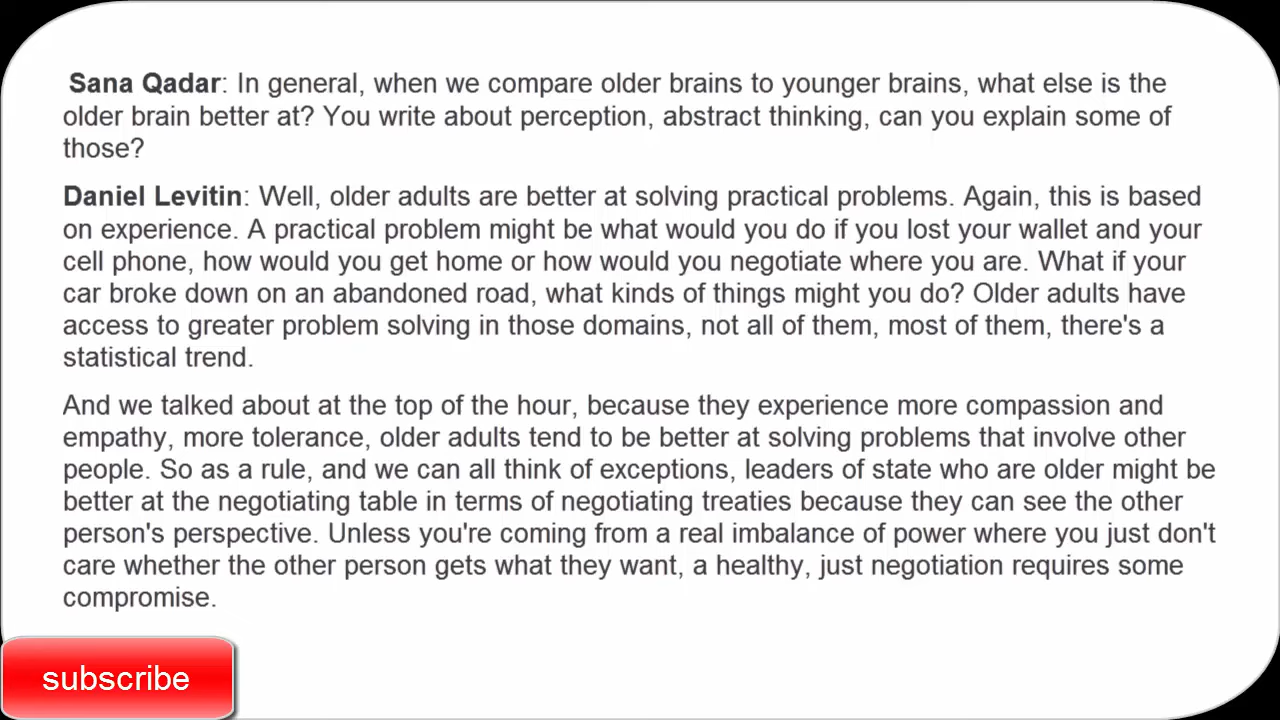 Sana Qadar: In general, when we compare older brains to younger brains, what else is the
older brain better at? You write about perception, abstract thinking, can you explain some of
those?
Daniel Levitin: Well, older adults are better at solving practical problems. Again, this is based
on experience. A practical problem might be what would you do if you lost your wallet and your
cell phone, how would you get home or how would you negotiate where you are. What if your
car broke down on an abandoned road, what kinds of things might you do? Older adults have
access to greater problem solving in those domains, not all of them, most of them, there's a
statistical trend.
And we talked about at the top of the hour, because they experience more compassion and
empathy, more tolerance, older adults tend to be better at solving problems that involve other
people. So as a rule, and we can all think of exceptions, leaders of state who are older might be
better at the negotiating table in terms of negotiating treaties because they can see the other
person's perspective. Unless you're coming from a real imbalance of power where you just don't
care whether the other person gets what they want, a healthy, just negotiation requires some
compromise.
subscribe